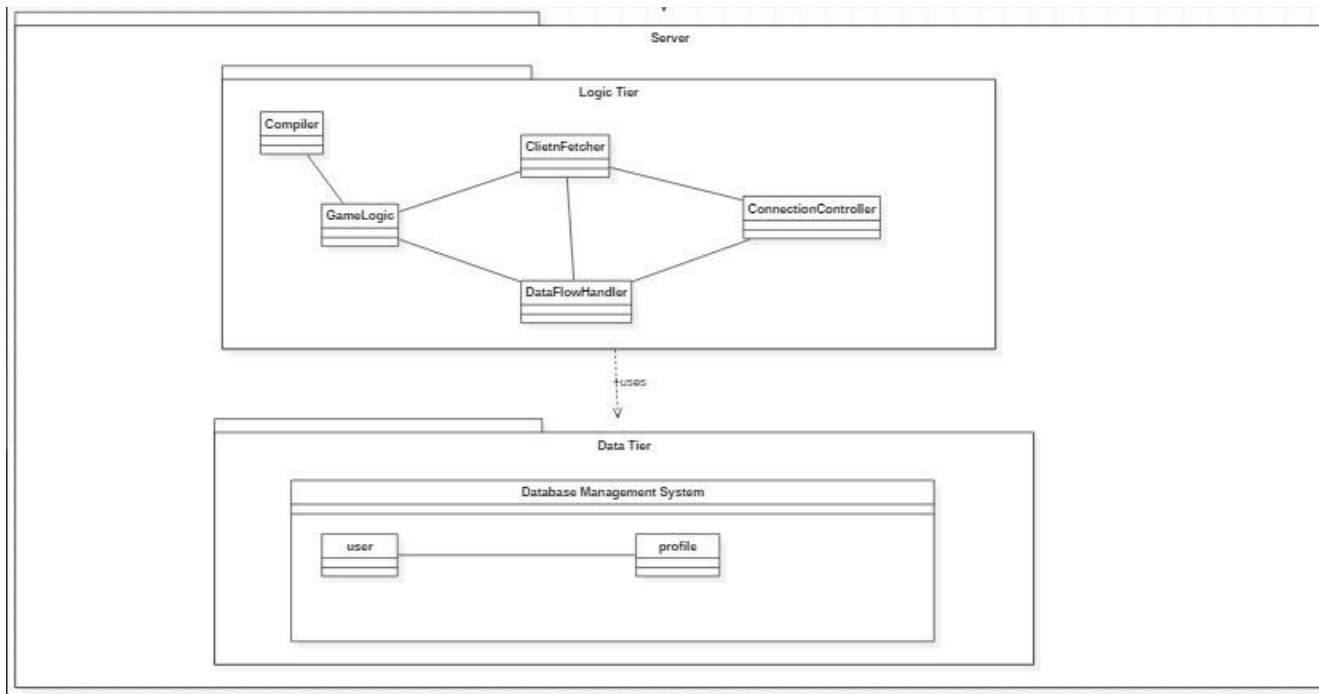 Server
Logic Tier
Compiler
ClietnFetcher
GameLogic
ConnectionController
DataFlowHandler
+uses
Data Tier
Database Management System
user
profile